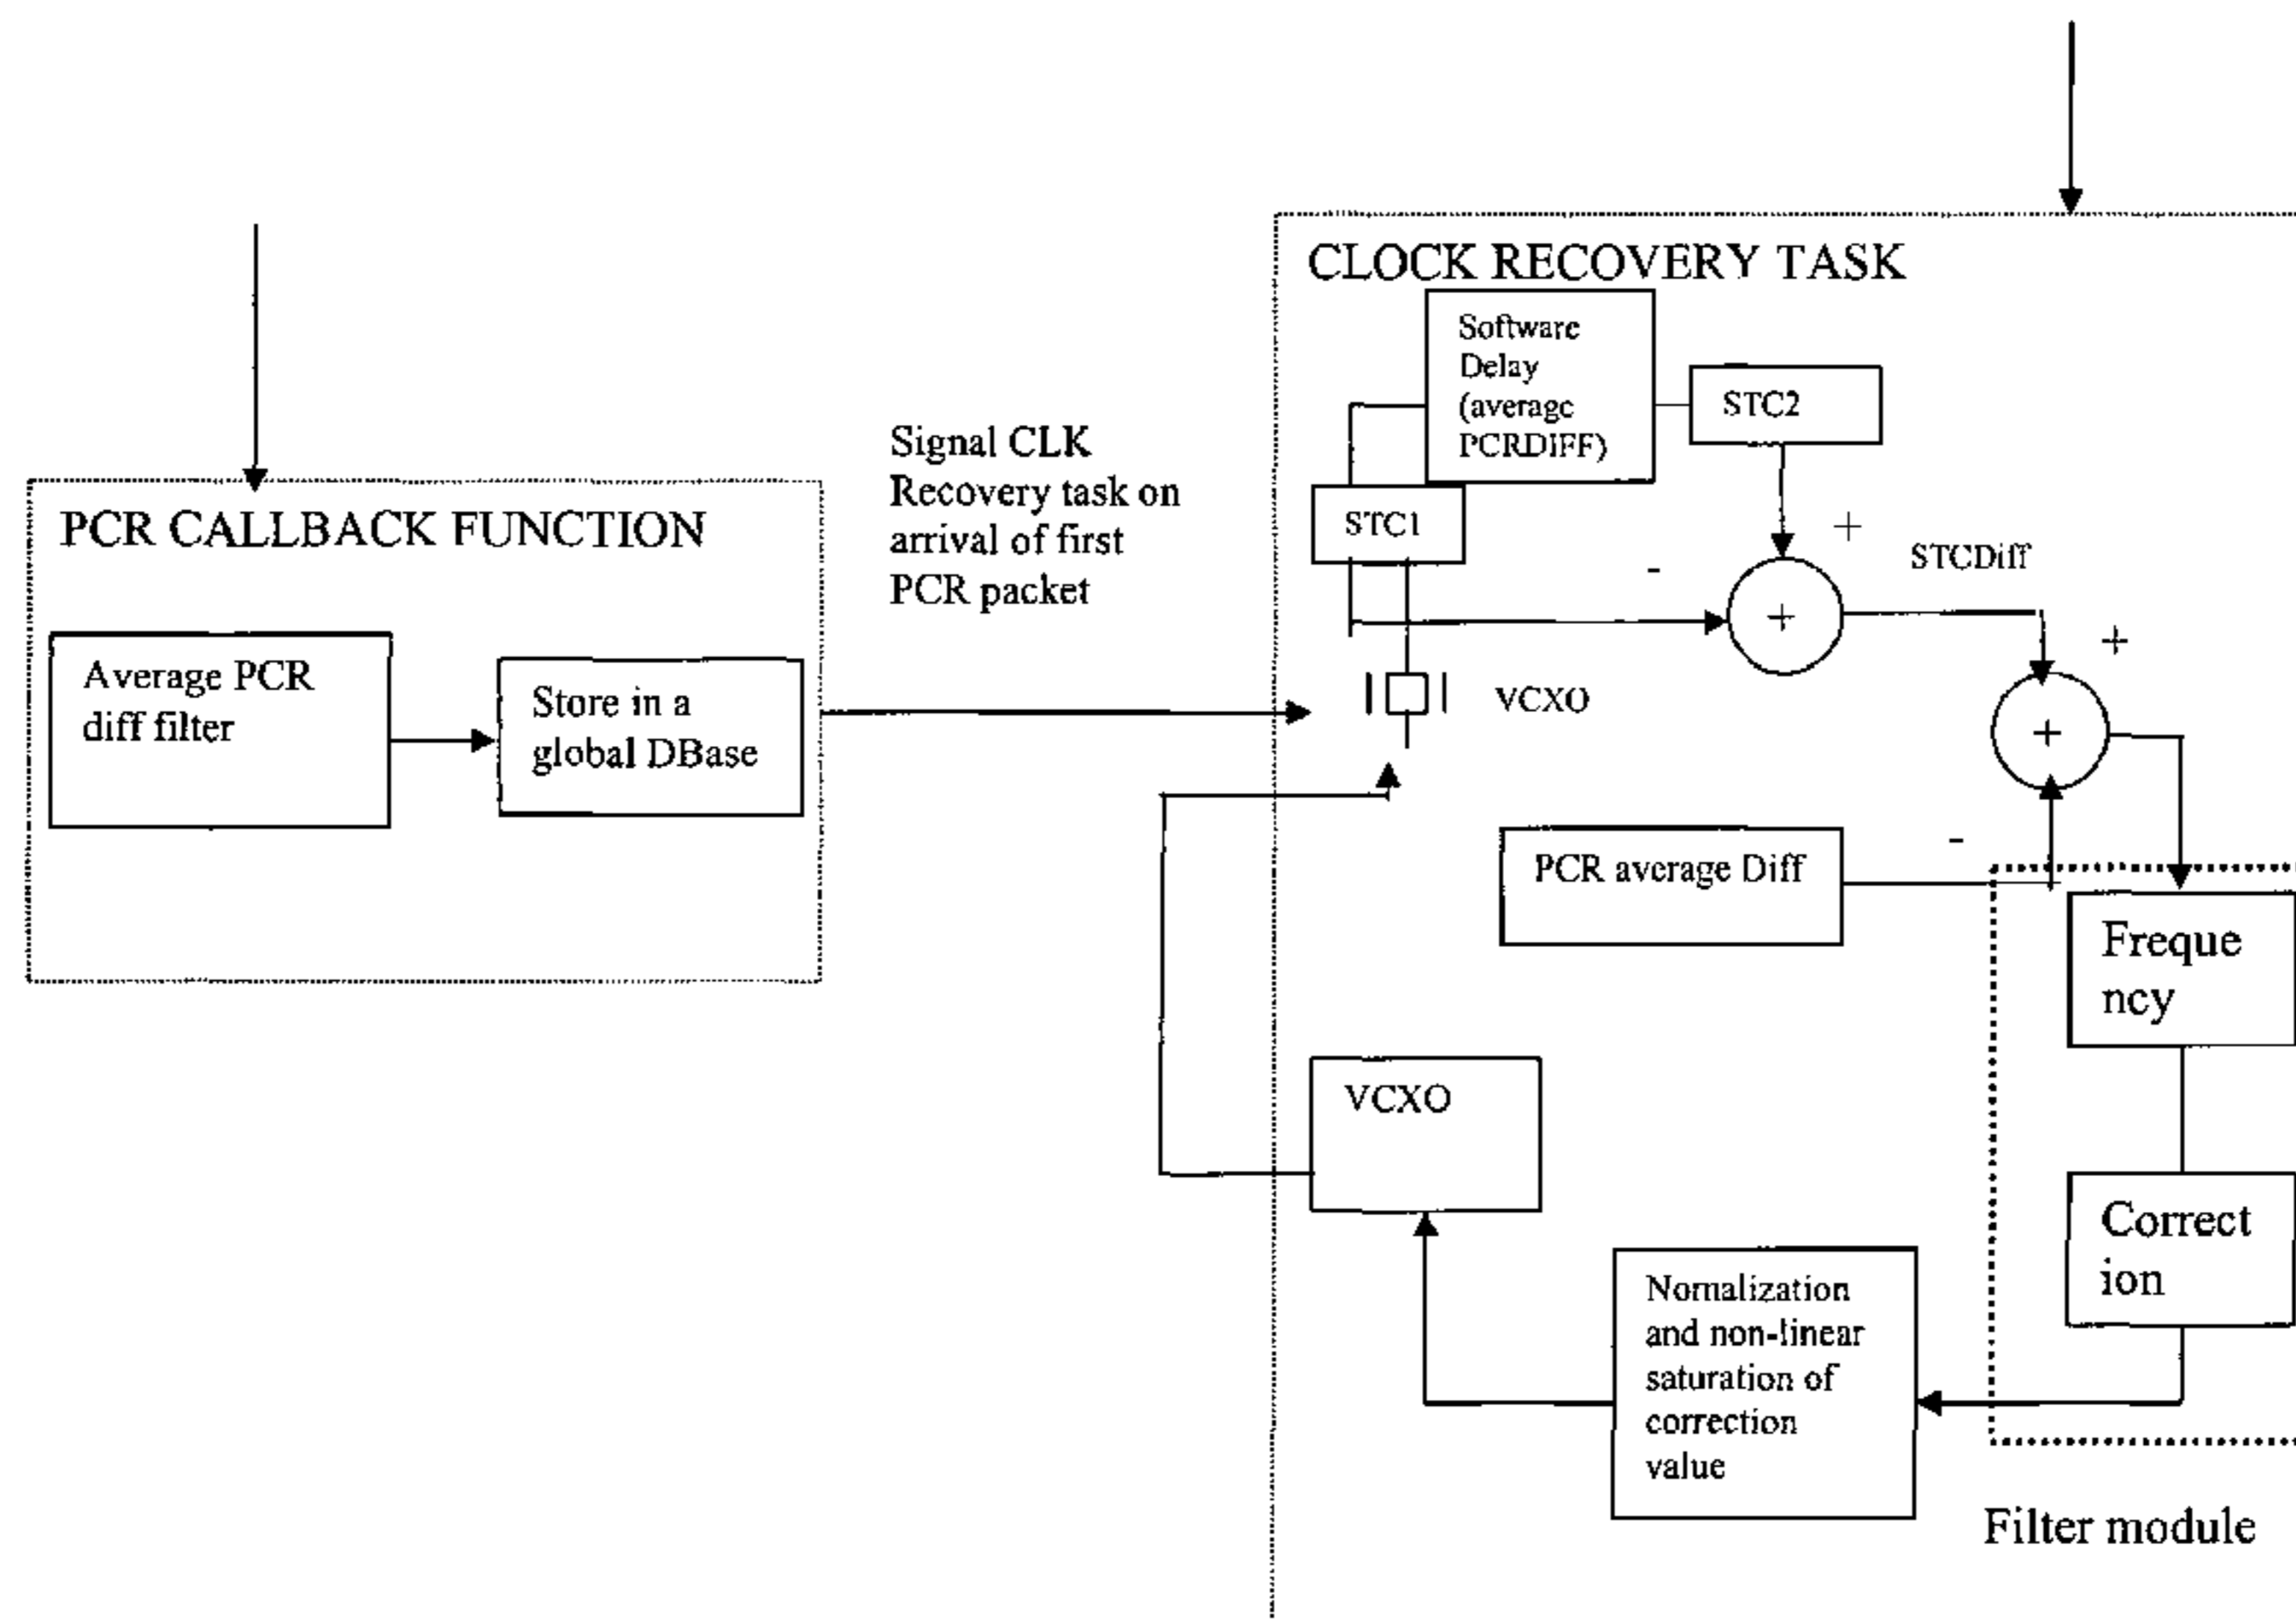 CLOCK RECOVERY TASK
Software
Delay
(average
PCRDIFF)
STC2
STC1
+
-
+
STCDiff
+
+
-
VCXO
PCR average Diff
Freque
ncy
Correct
ion
VCXO
Nomalization
and non-linear
saturation of
correction
value
Filter module
Signal CLK
Recovery task on
arrival of first
PCR packet
PCR CALLBACK FUNCTION
Average PCR
diff filter
Store in a
global DBase